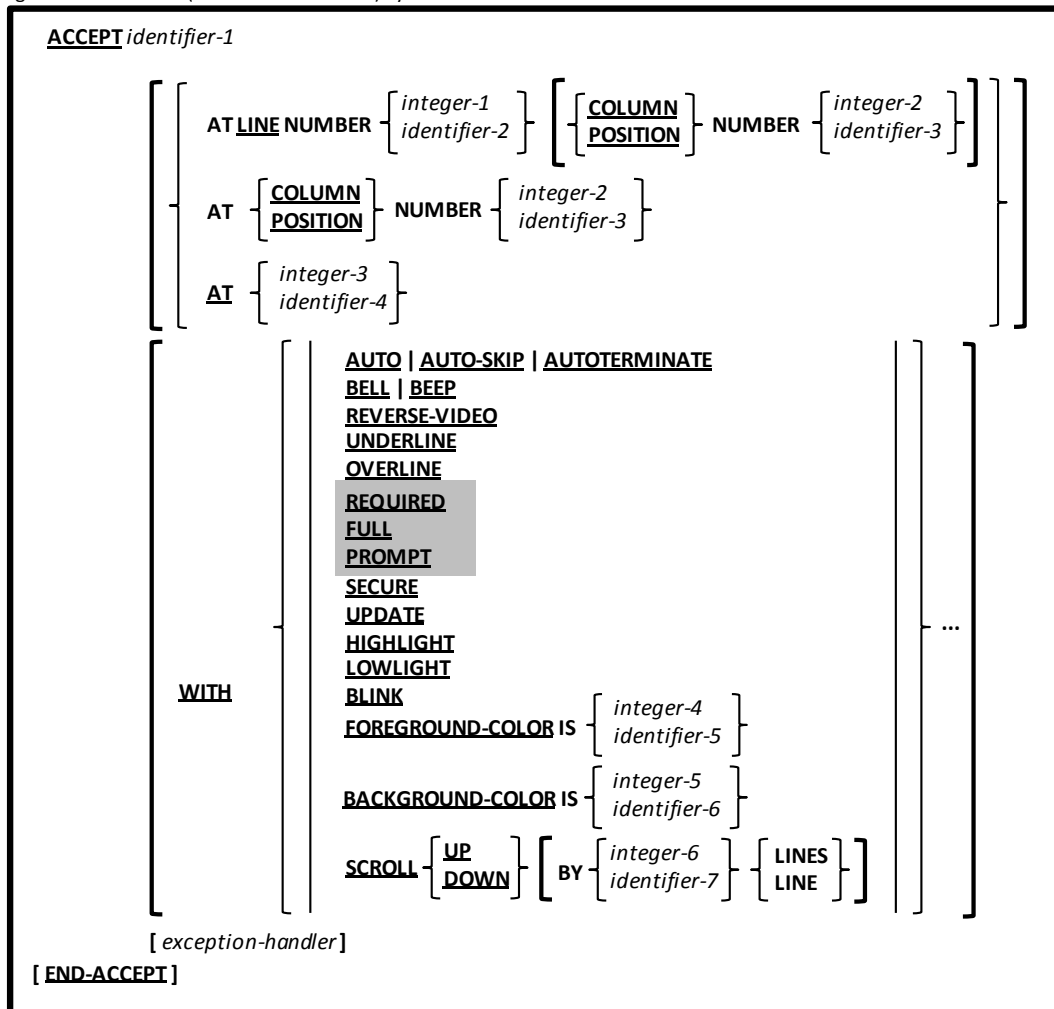 ACCEPT identifier-1
AT LINE NUMBER { integer-1 identifier-2 } [ { COLUMN POSITION } NUMBER { integer-2 identifier-3 } ]
AT { COLUMN POSITION } NUMBER { integer-2 identifier-3 }
AT { integer-3 identifier-4 }
WITH
AUTO | AUTO-SKIP | AUTOTERMINATE
BELL | BEEP
REVERSE-VIDEO
UNDERLINE
OVERLINE
REQUIRED
FULL
PROMPT
SECURE
UPDATE
HIGHLIGHT
LOWLIGHT
BLINK
FOREGROUND-COLOR IS { integer-4 identifier-5 }
BACKGROUND-COLOR IS { integer-5 identifier-6 }
SCROLL { UP DOWN } [ BY { integer-6 identifier-7 } { LINES LINE } ]
...
[ exception-handler ]
[ END-ACCEPT ]